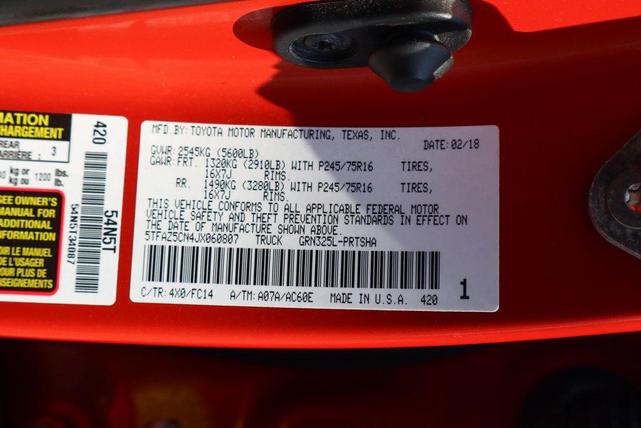 MATION
HARGEMENT
REAR
ARRIÈRE: 3
kg or 1200 lbs.
kg ou
SEE OWNER'S
MANUAL FOR
ADDITIONAL
INFORMATION
VOIR LE MANUEL
DE L'USAGER
POUR PLUS DE
RENSEIGNEMENTS
420
54N5T
54N5T34087
MFD.BY:TOYOTA MOTOR MANUFACTURING, TEXAS, INC.
DATE:02/18
GVWR:2545KG (5600LB)
GAWR:FRT. 1320KG (2910LB) WITH P245/75R16 TIRES,
16X7J RIMS.
RR. 1490KG (3280LB) WITH P245/75R16 TIRES,
16X7J RIMS.
THIS VEHICLE CONFORMS TO ALL APPLICABLE FEDERAL MOTOR
VEHICLE SAFETY AND THEFT PREVENTION STANDARDS IN EFFECT ON
THE DATE OF MANUFACTURE SHOWN ABOVE.
5TFAZ5CN4JX060807 TRUCK GRN325L-PRTSHA
C/TR:4X0/FC14 A/TM:A07A/AC60E MADE IN U.S.A. 420
1